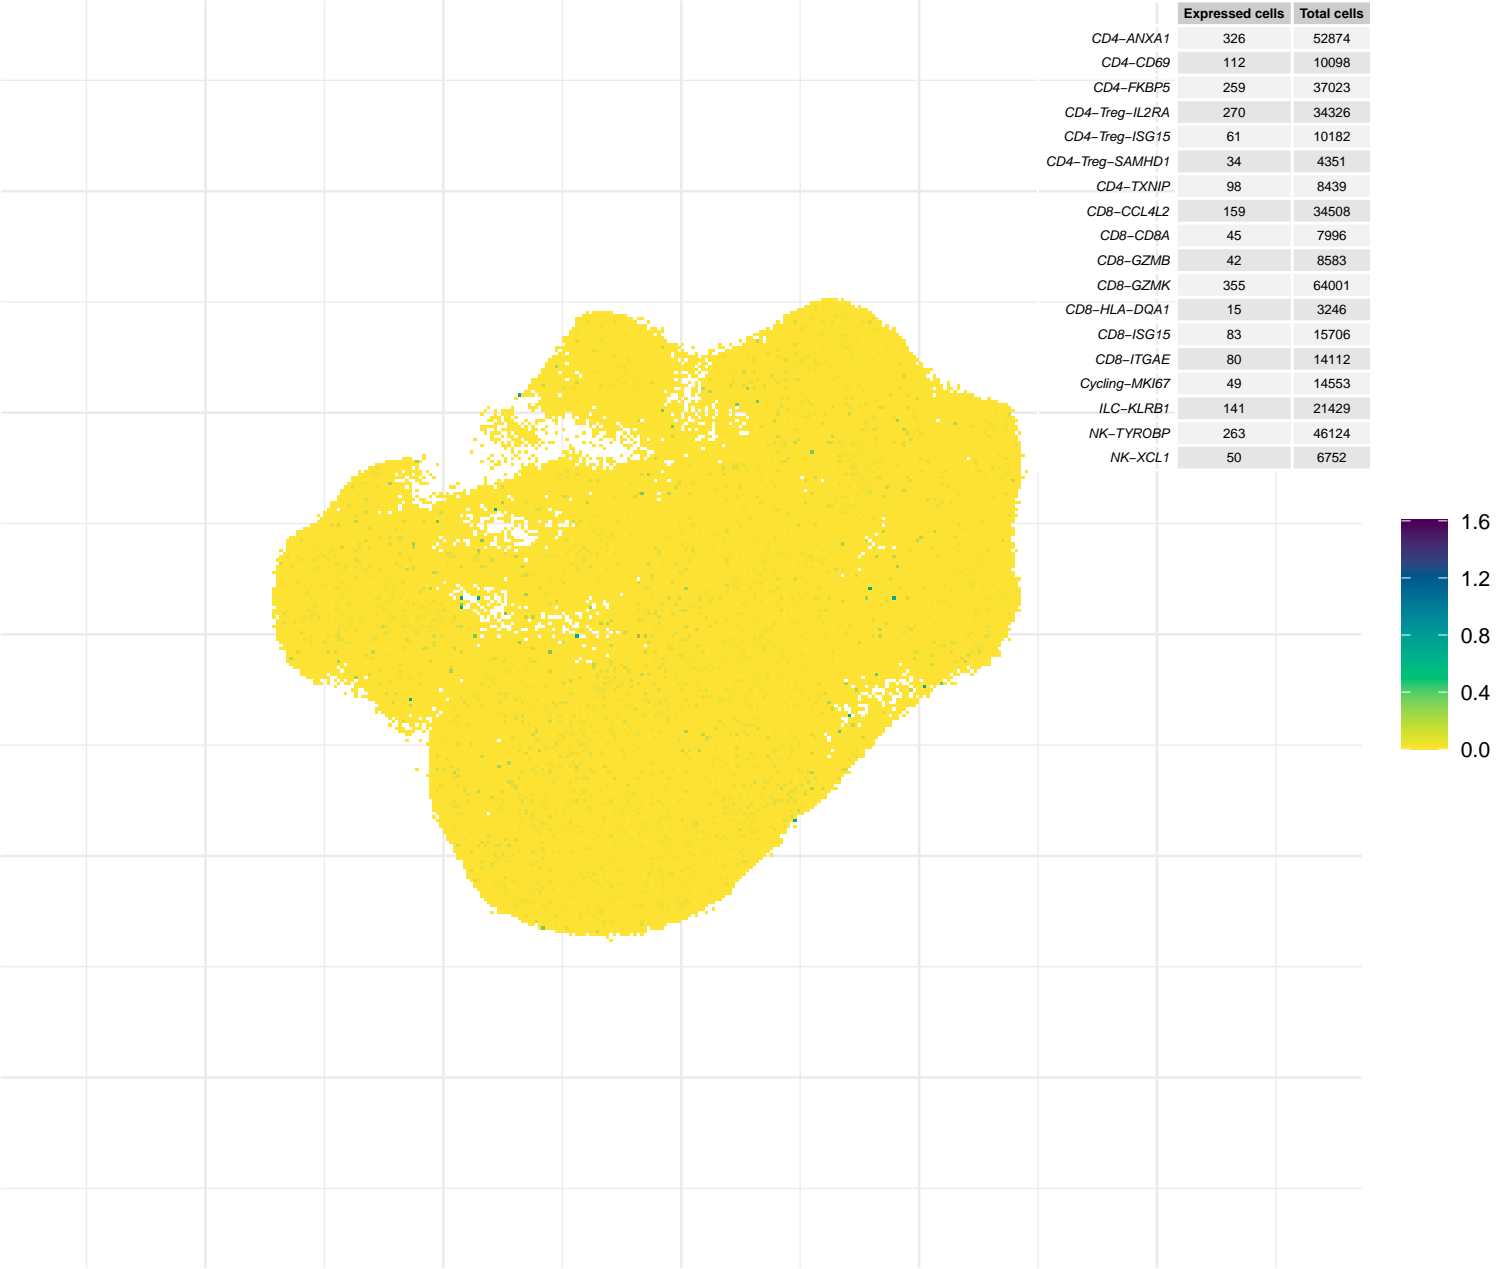 Expressed cells Total cells
CD4−ANXA1 326 52874
CD4−CD69 112 10098
CD4−FKBP5 259 37023
CD4−Treg−IL2RA 270 34326
CD4−Treg−ISG15 61 10182
CD4−Treg−SAMHD1 34 4351
CD4−TXNIP 98 8439
CD8−CCL4L2 159 34508
CD8−CD8A 45 7996
CD8−GZMB 42 8583
CD8−GZMK 355 64001
CD8−HLA−DQA1 15 3246
CD8−ISG15 83 15706
CD8−ITGAE 80 14112
Cycling−MKI67 49 14553
ILC−KLRB1 141 21429
NK−TYROBP 263 46124
NK−XCL1 50 6752
1.6
1.2
0.8
0.4
0.0